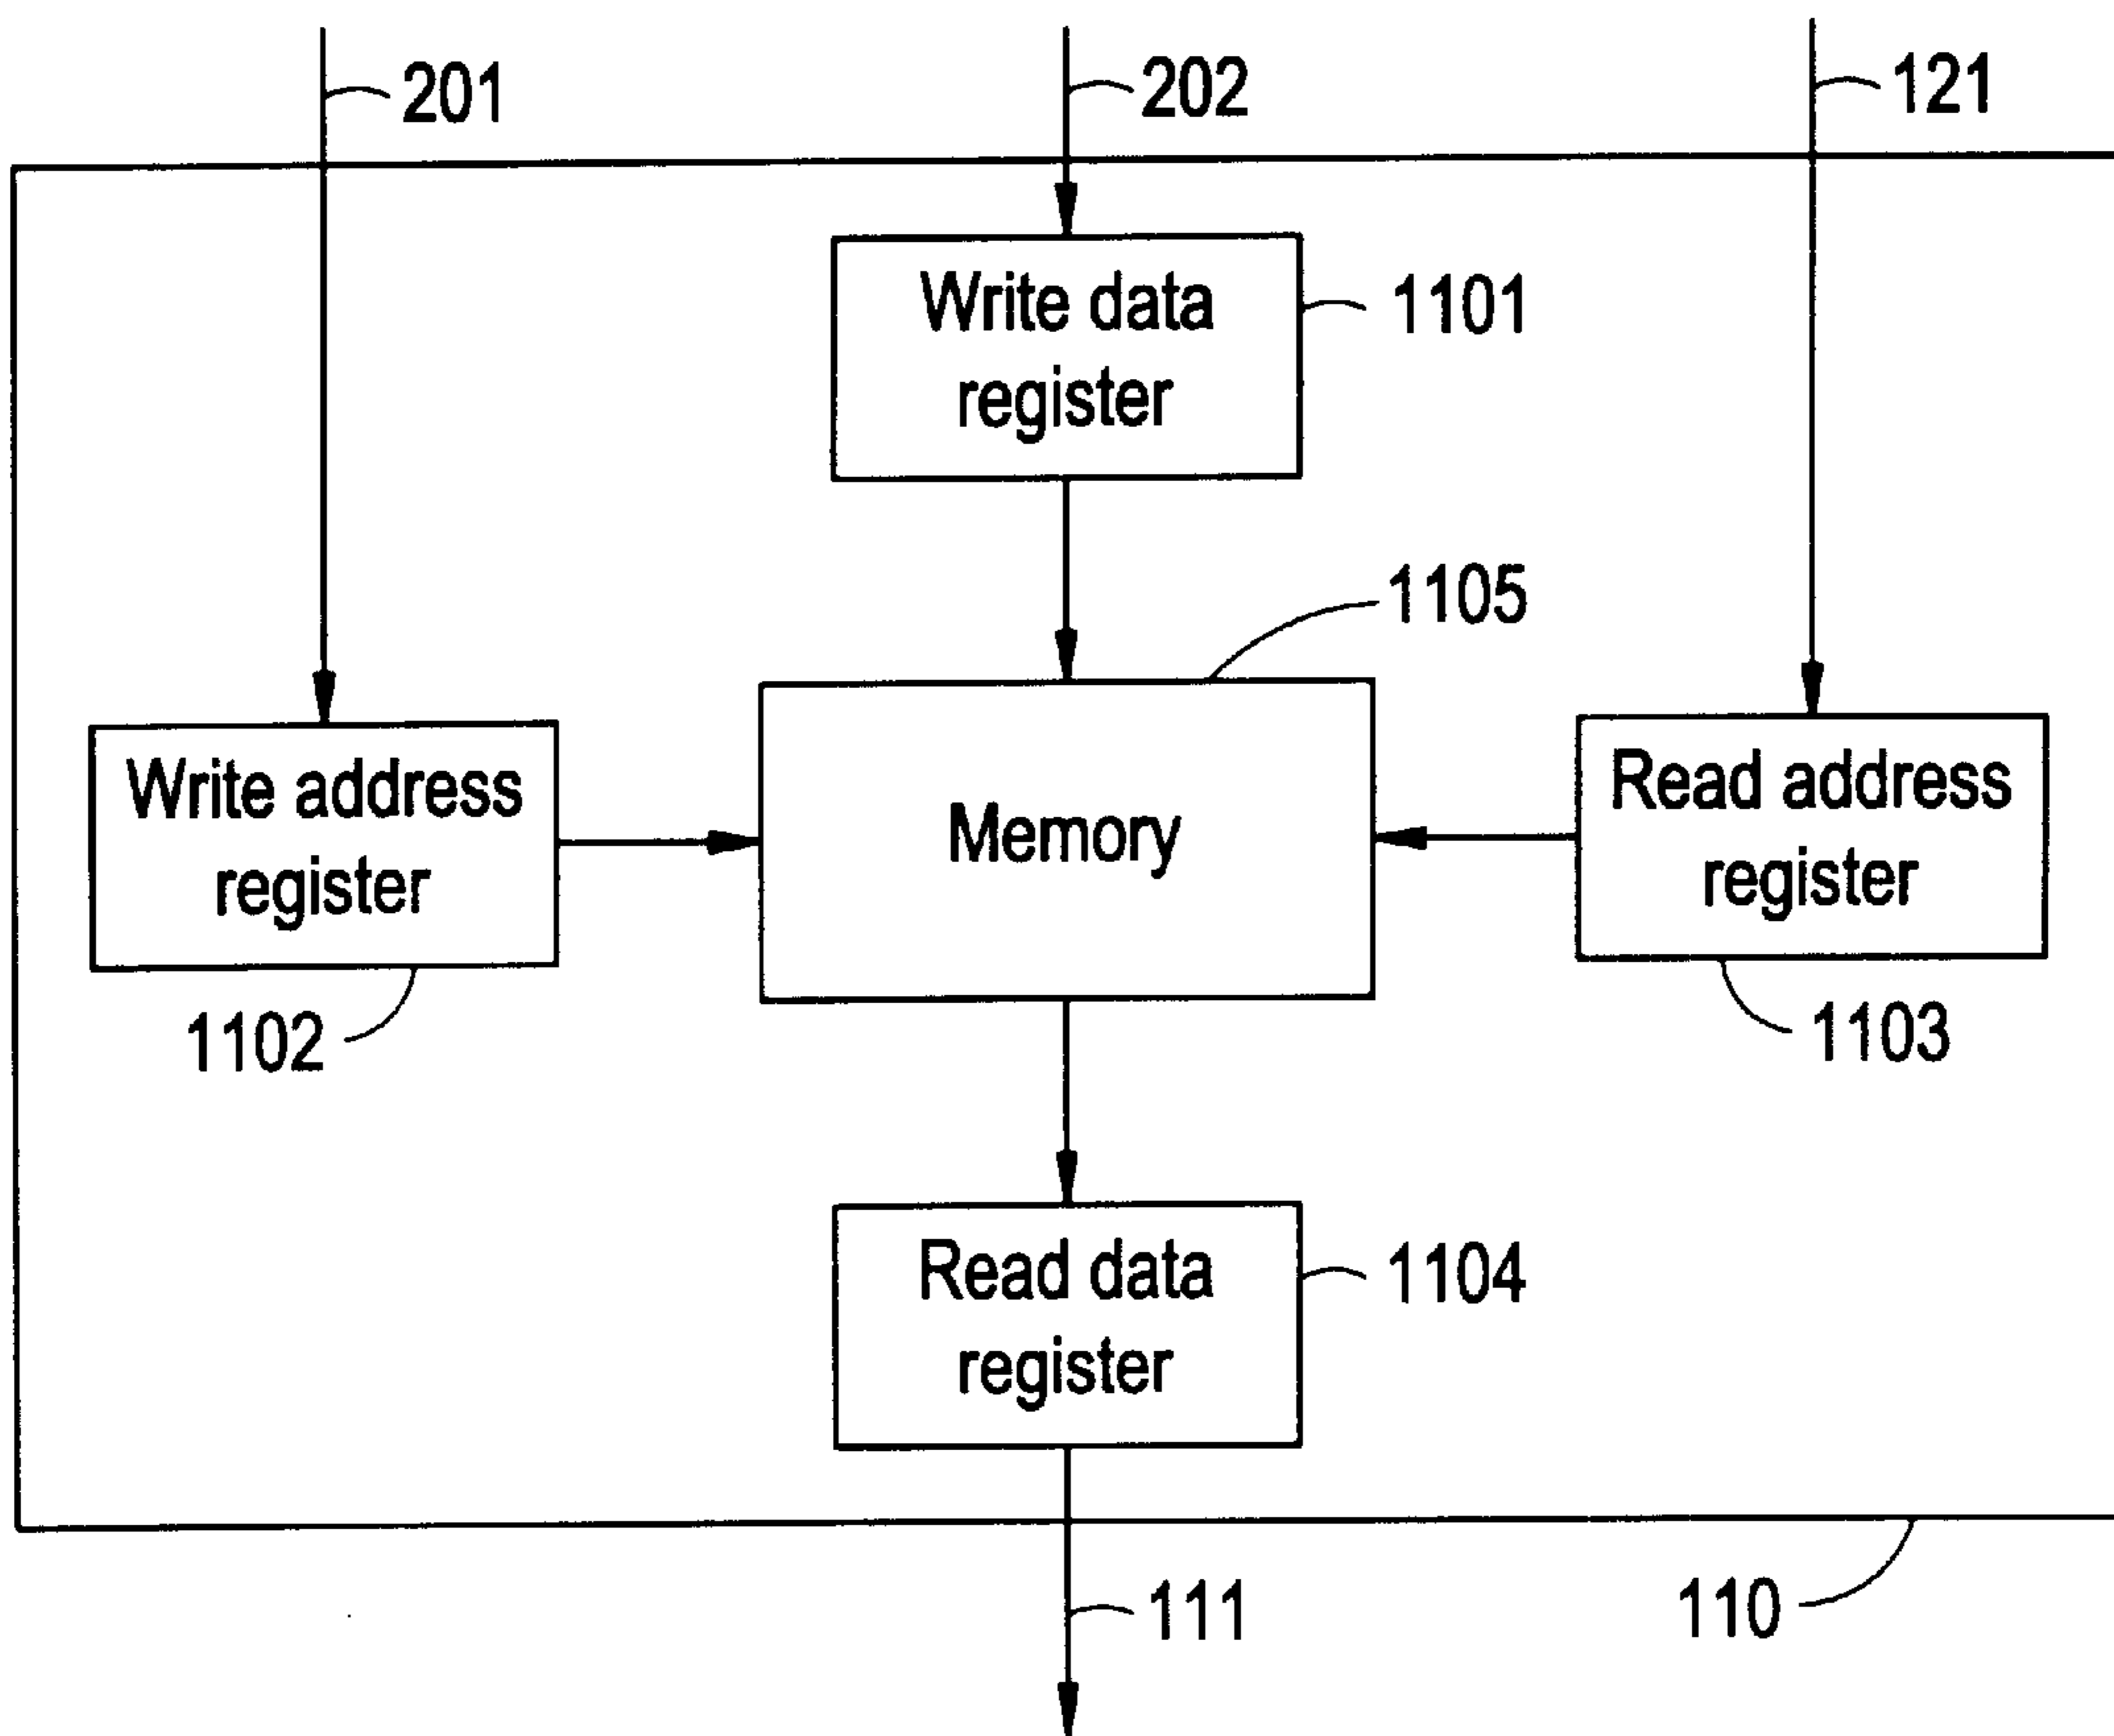 201
202
121
Write data
register
1101
1105
Write address
register
1102
Memory
Read address
register
1103
Read data
register
1104
111
110